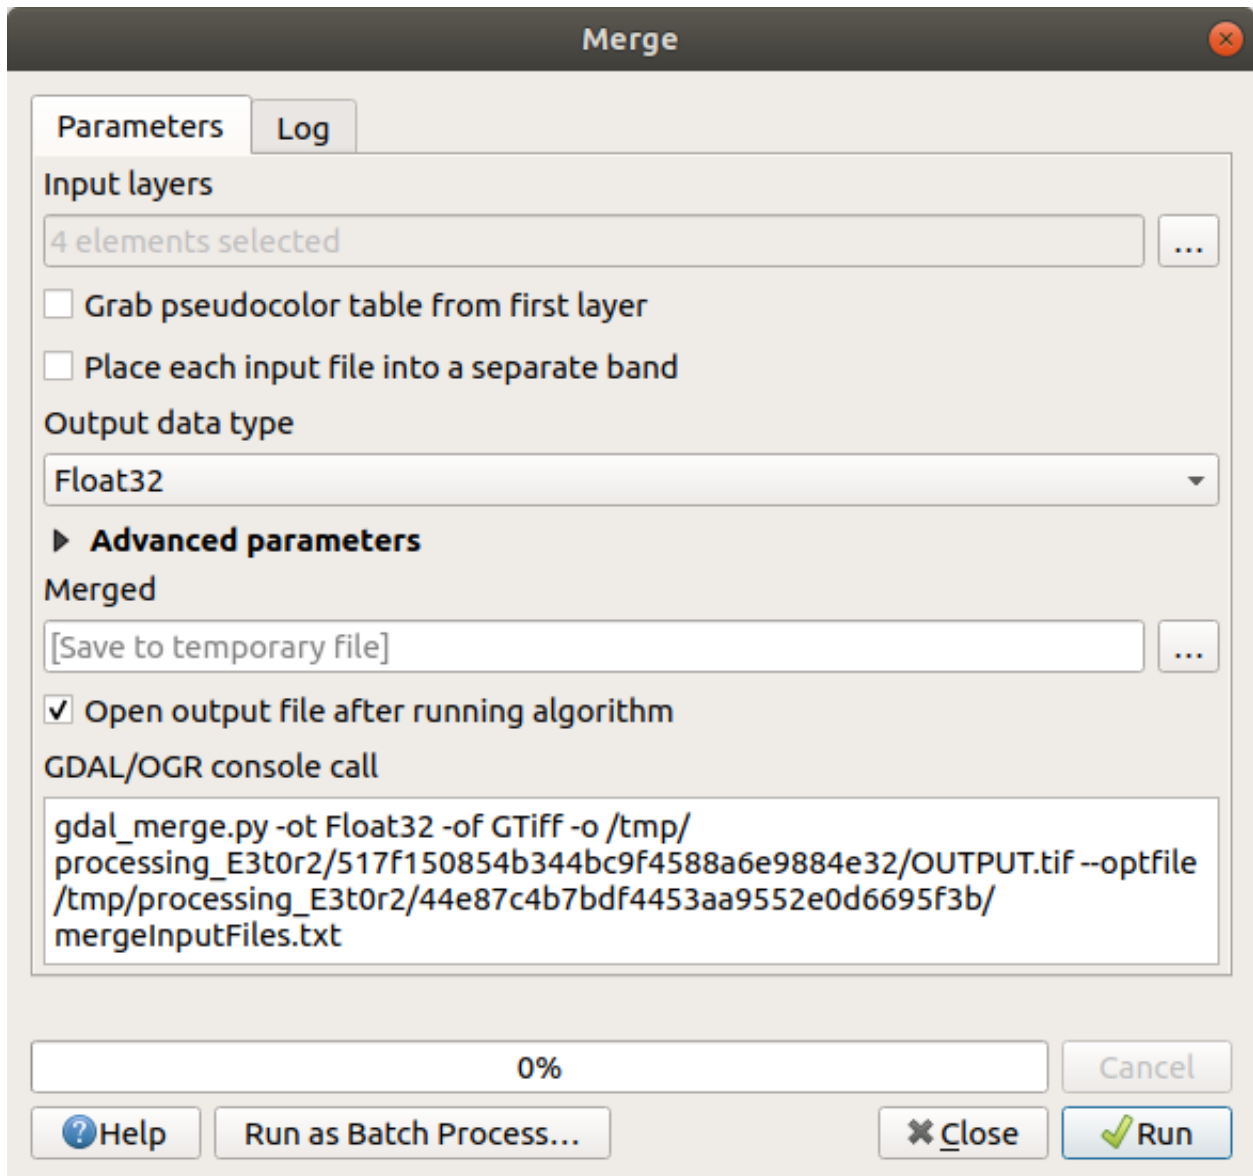 Merge
Parameters
Log
Input layers
4 elements selected
...
Grab pseudocolor table from first layer
Place each input file into a separate band
Output data type
Float32
Advanced parameters
Merged
[Save to temporary file]
...
Open output file after running algorithm
GDAL/OGR console call
gdal_merge.py -ot Float32 -of GTiff -o /tmp/
processing_E3t0r2/517f150854b344bc9f4588a6e9884e32/OUTPUT.tif --optfile
/tmp/processing_E3t0r2/44e87c4b7bdf4453aa9552e0d6695f3b/
mergeInputFiles.txt
0%
Cancel
Help
Run as Batch Process...
Close
Run